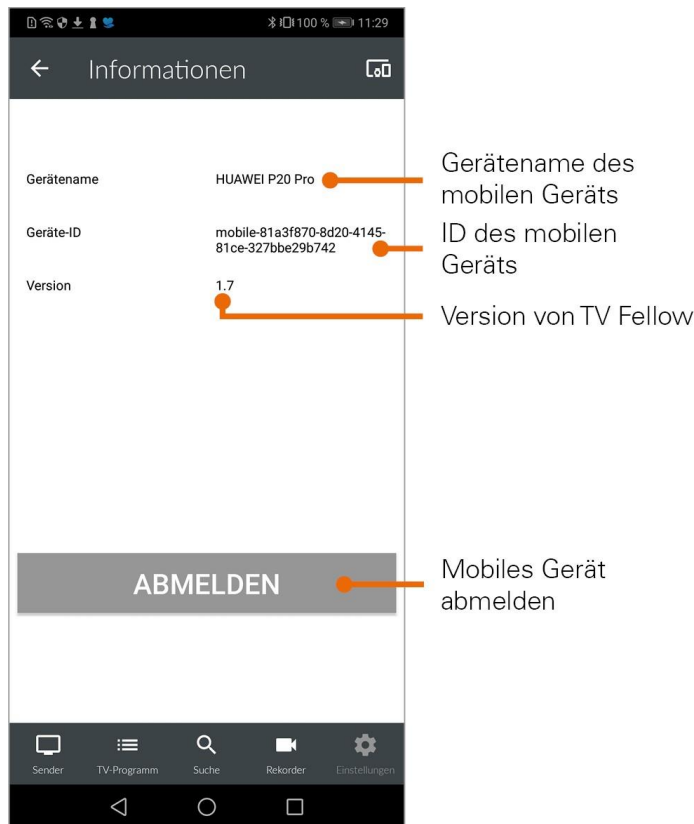 100 % 11:29
Informationen
Gerätename HUAWEI P20 Pro
Gerätename des
mobilen Geräts
Geräte-ID mobile-81a3f870-8d20-4145-
81ce-327bbe29b742
ID des mobilen
Geräts
Version 1.7
Version von TV Fellow
ABMELDEN
Mobiles Gerät
abmelden
Sender TV-Programm Suche Rekorder Einstellungen